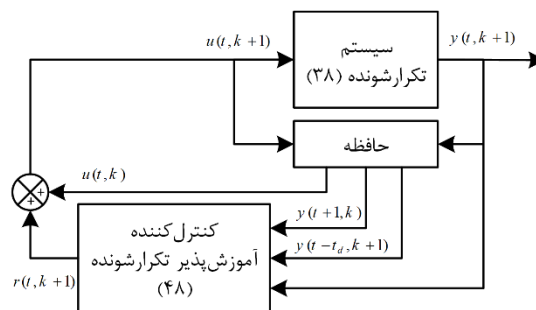 u(t,k+1)
سیستم
تکرارشونده (۳۸)
y(t,k+1)
حافظه
u(t,k)
y(t+1,k)
کنترل‌کننده
آموزش‌پذیر تکرارشونده
(۴۸)
y(t−t_d,k+1)
r(t,k+1)
+
+